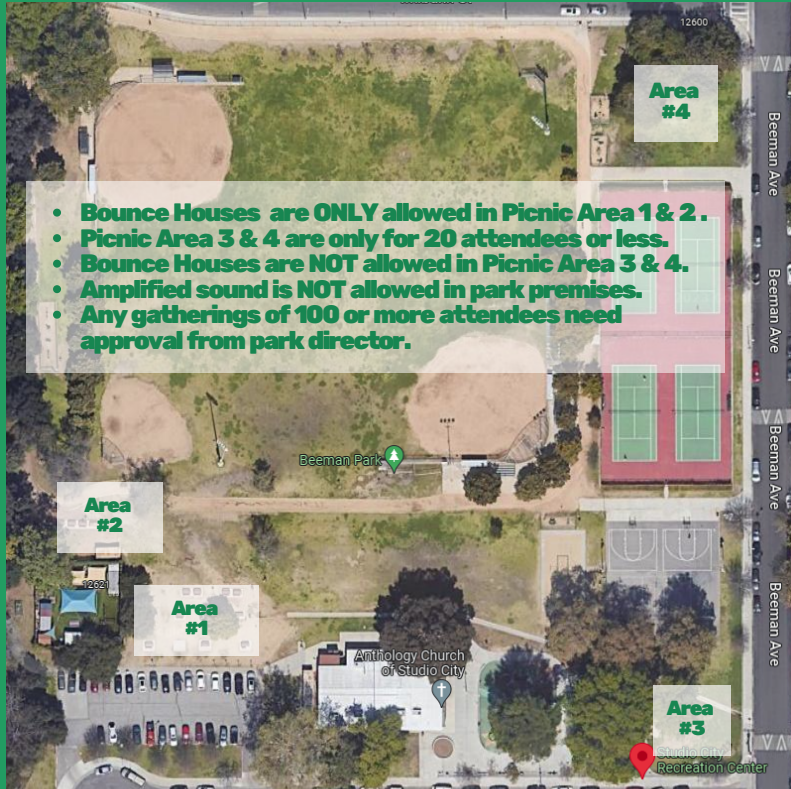 12600
Area
#4
Beeman Ave
• Bounce Houses are ONLY allowed in Picnic Area 1 & 2 .
• Picnic Area 3 & 4 are only for 20 attendees or less.
• Bounce Houses are NOT allowed in Picnic Area 3 & 4.
• Amplified sound is NOT allowed in park premises.
• Any gatherings of 100 or more attendees need
approval from park director.
Beeman Ave
Beeman Park
Beeman Ave
Area
#2
12621
Area
#1
Beeman Ave
Anthology Church
of Studio City
Area
#3
Studio City
Recreation Center